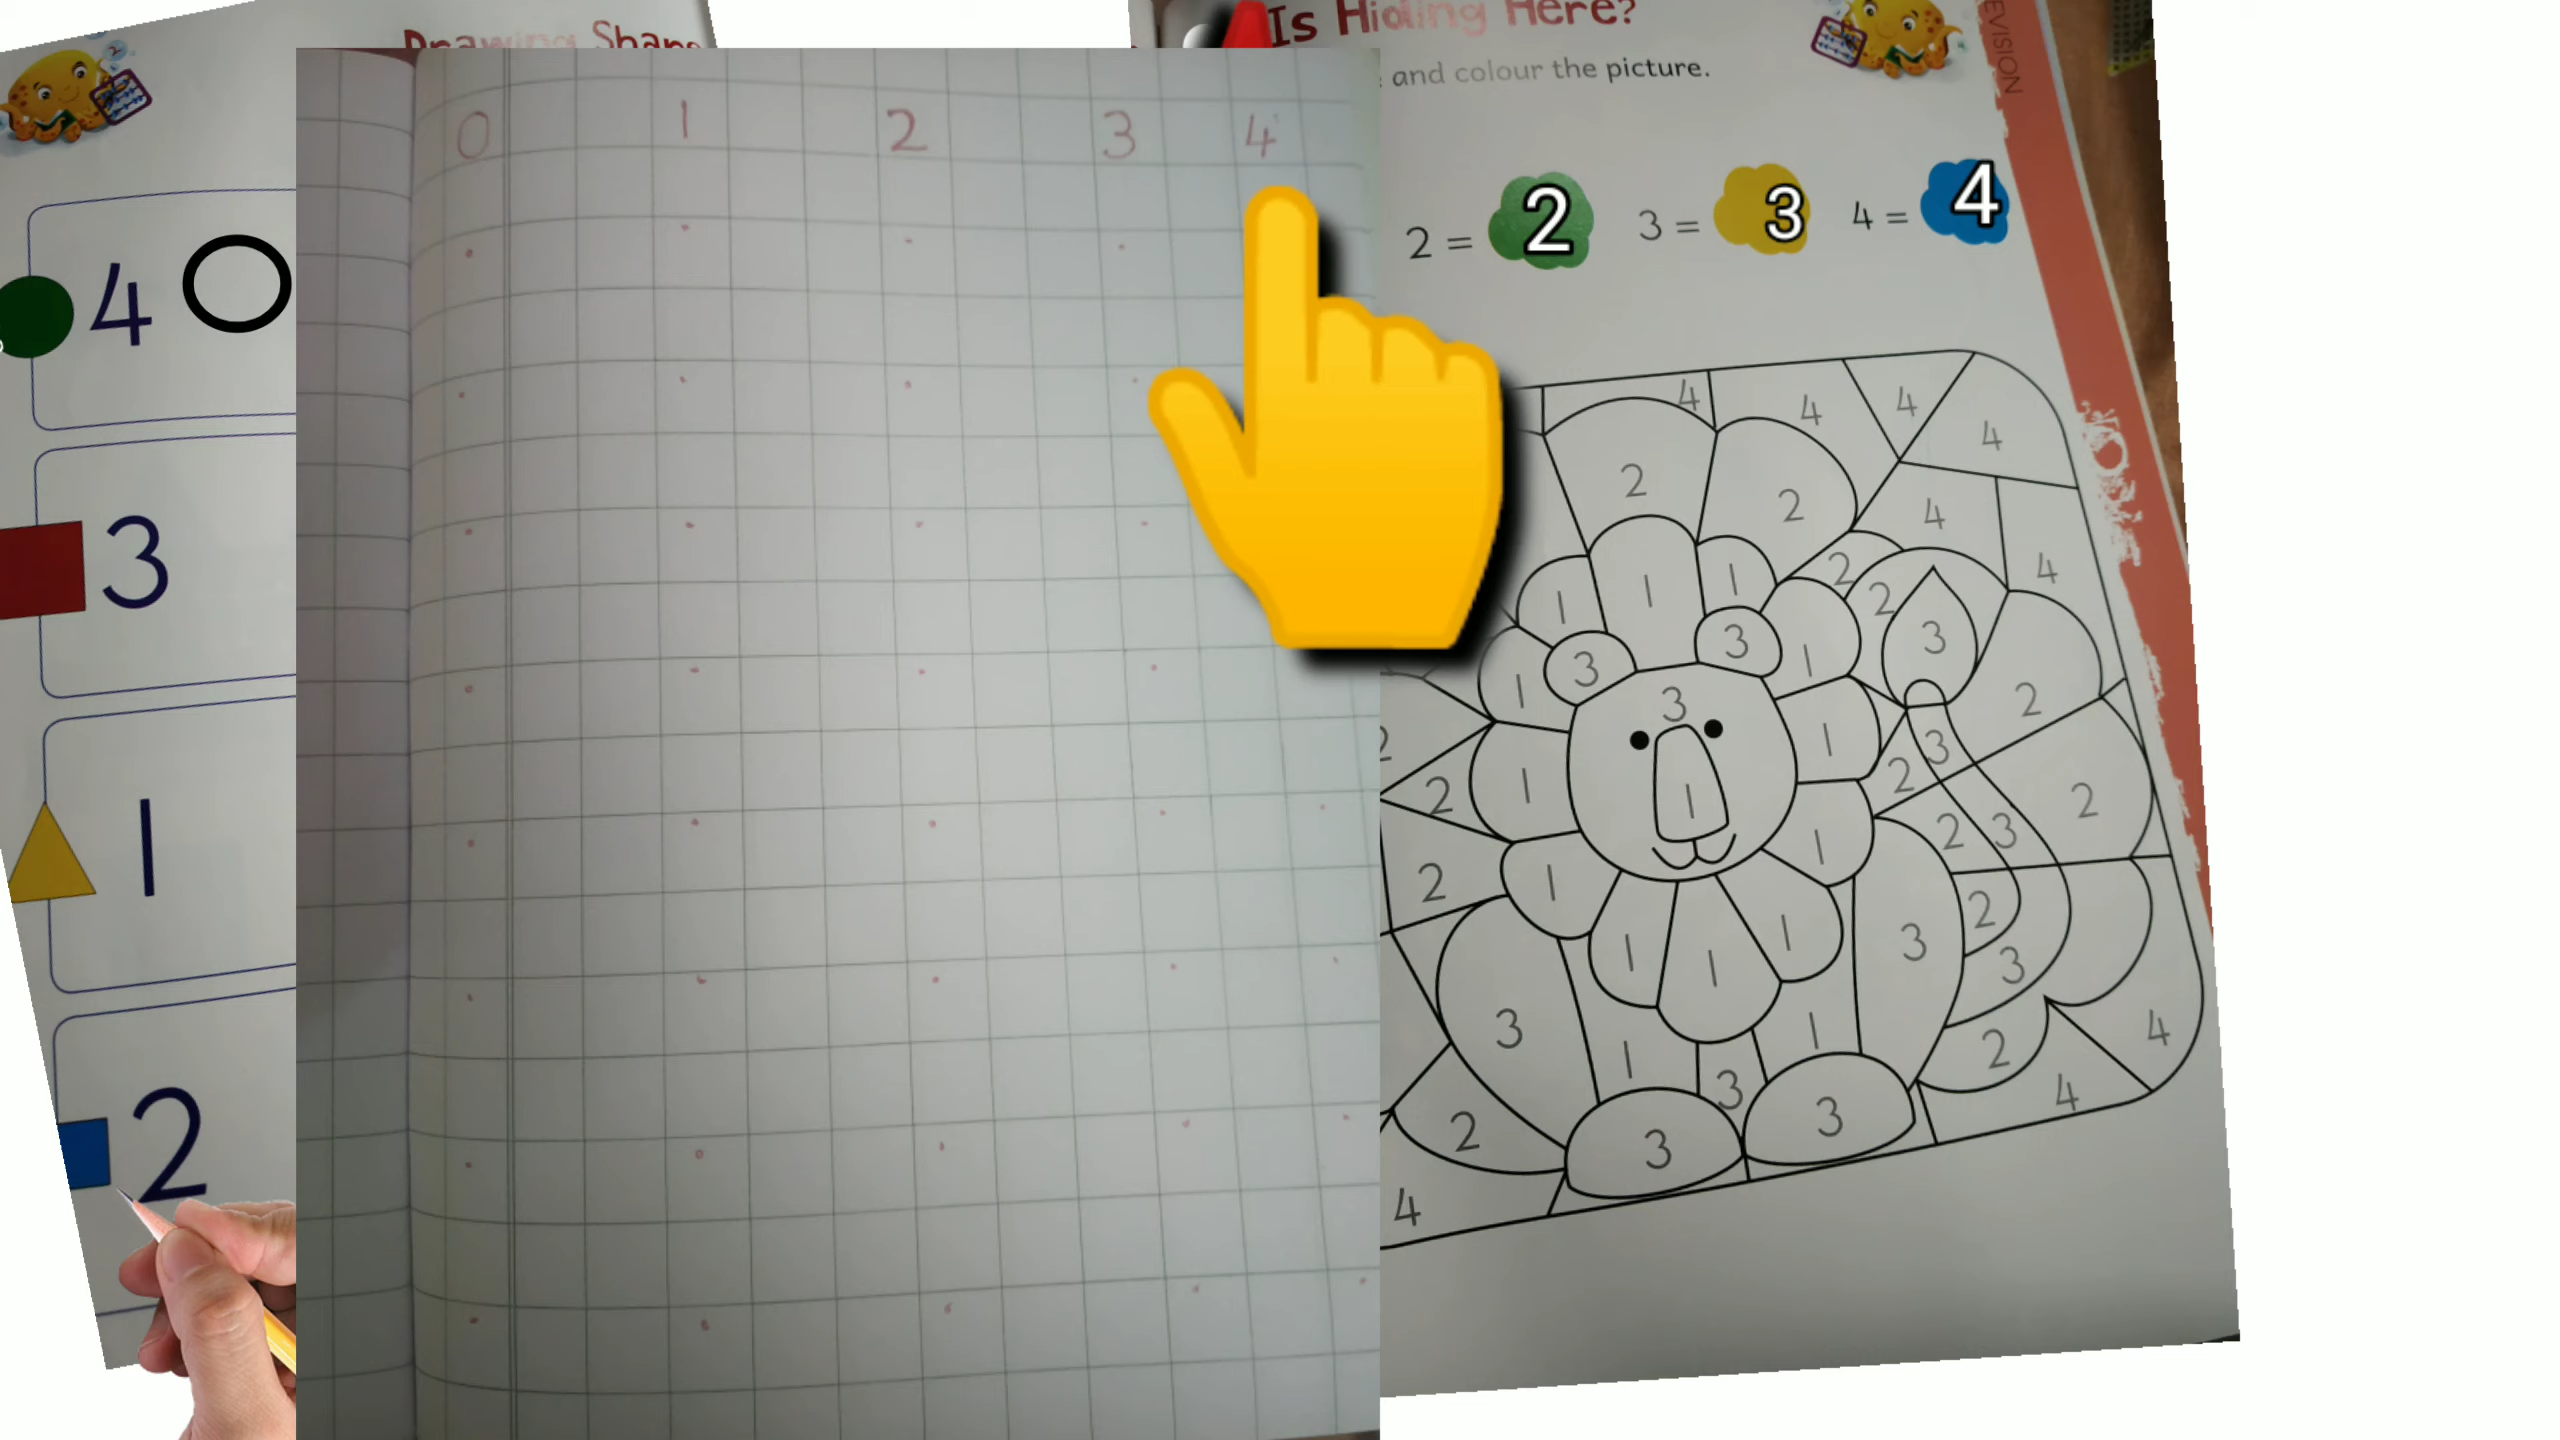 Drawing Shap
4
3
1
2
0 1 2 3 4
Is Hiding Here?
and colour the picture.
EVISION
2 = 2 3 = 3 4 = 4
4 4 4 4
2 2 4
4
2
1 1 1 2
3 3 1 3
1 3 2
1 1 3
2 1 1 2
2 1 2 3 2
1 2
1 1 1 3 3
3 1 1 2 4
2 3 3 3 4
4